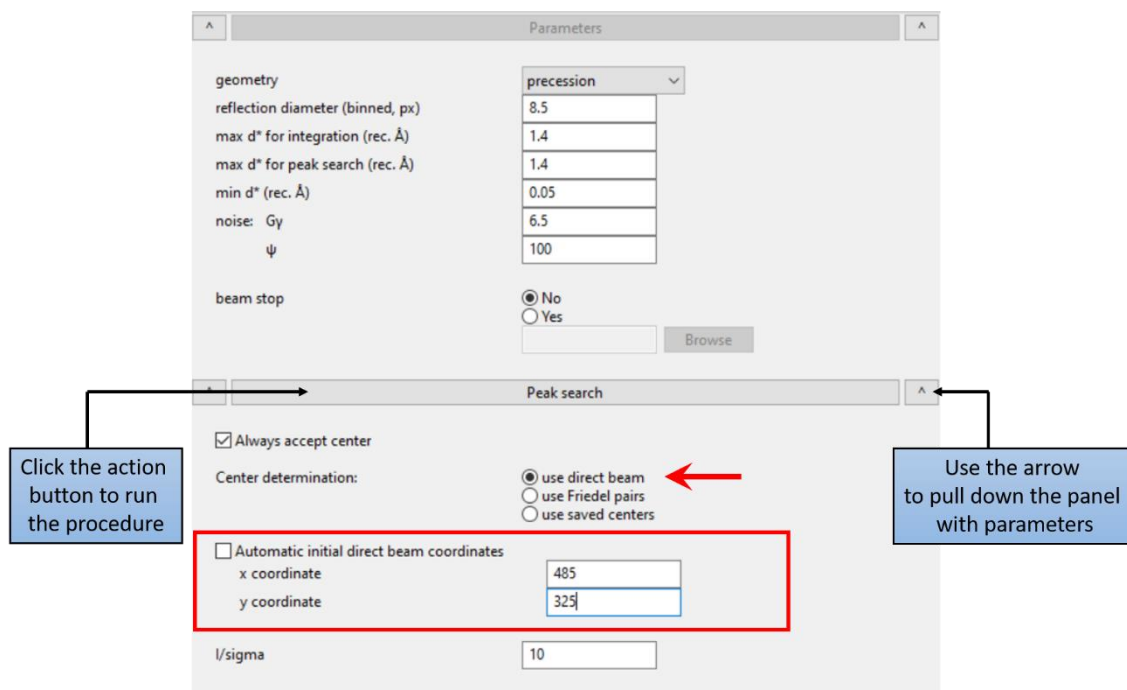 ^ Parameters ^
geometry precession
reflection diameter (binned, px) 8.5
max d* for integration (rec. Å) 1.4
max d* for peak search (rec. Å) 1.4
min d* (rec. Å) 0.05
noise: Gγ 6.5
ψ 100
beam stop No
Yes
Browse
^ Peak search ^
Always accept center
Click the action
button to run
the procedure
Center determination: use direct beam
use Friedel pairs
use saved centers
Use the arrow
to pull down the panel
with parameters
Automatic initial direct beam coordinates
x coordinate 485
y coordinate 325
I/sigma 10